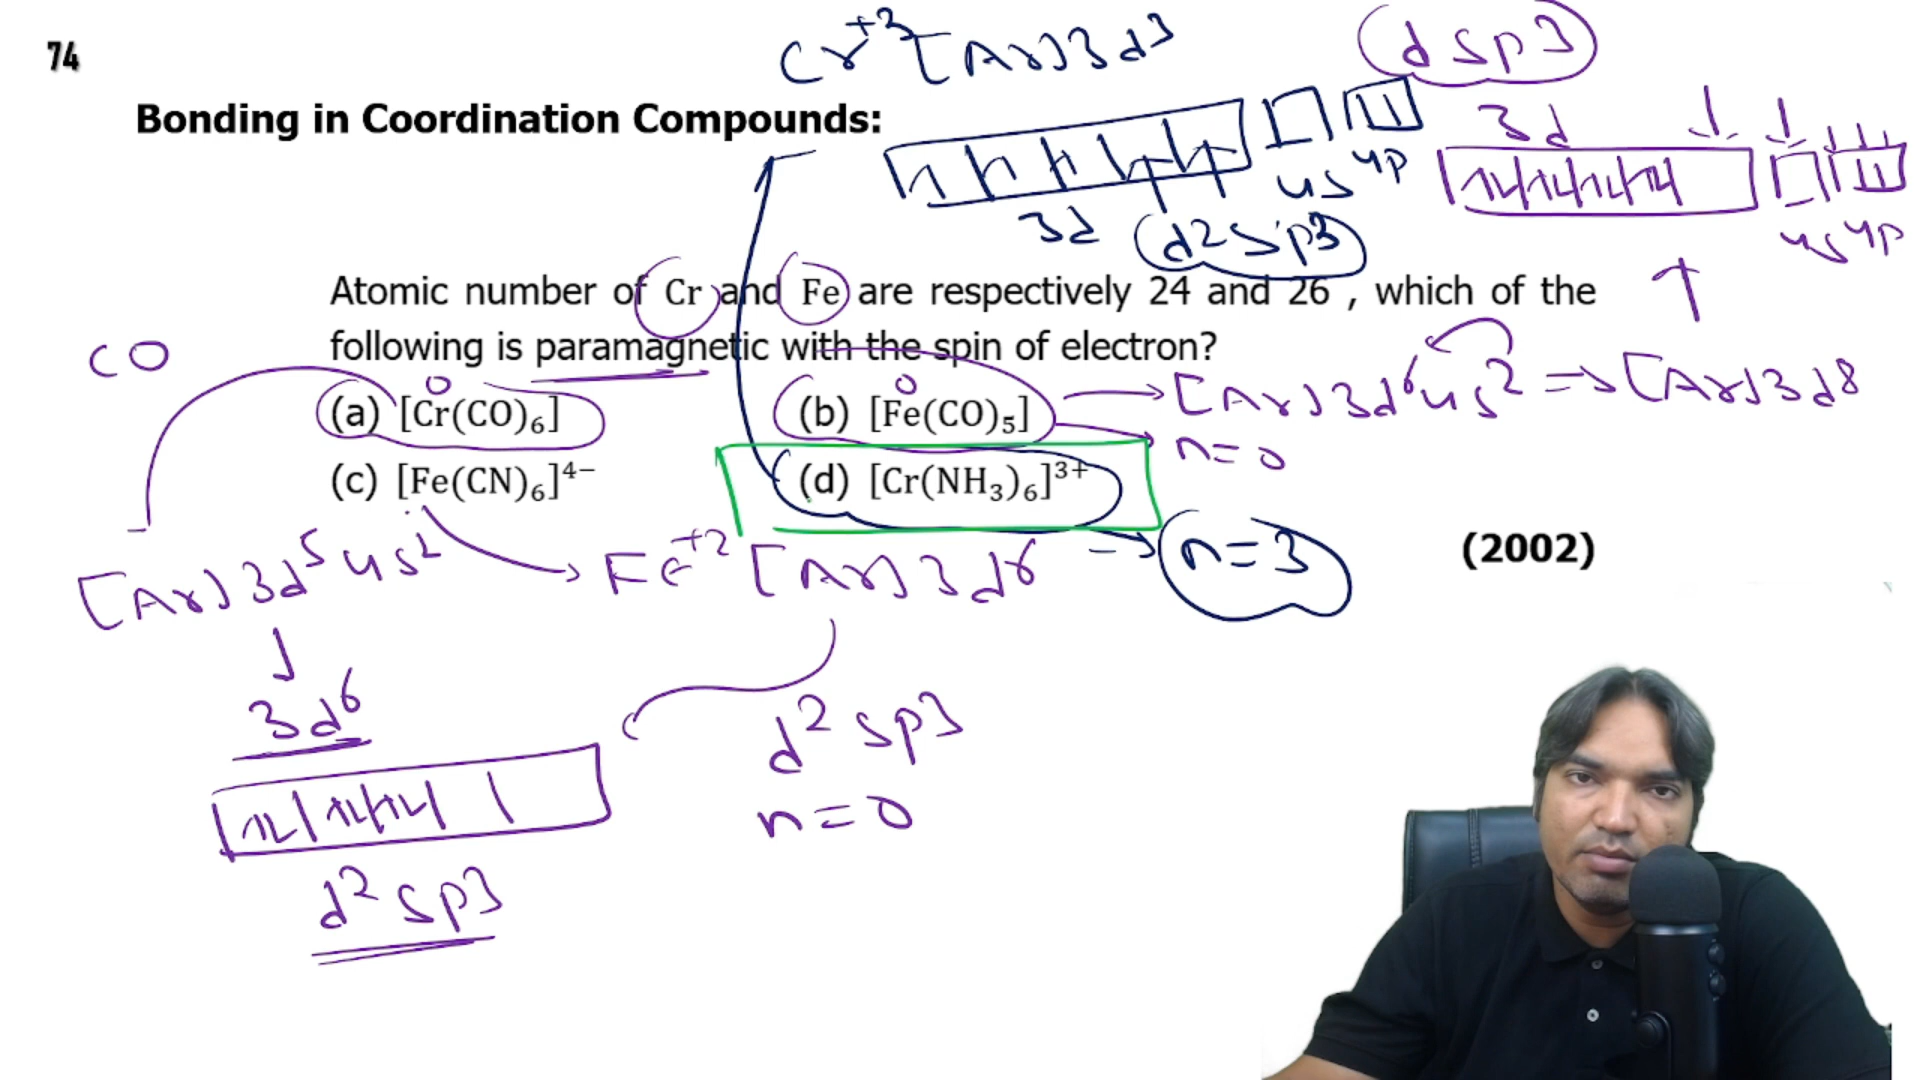 74
Cr+3 [Ar]3d3
dsp3
Bonding in Coordination Compounds:
3d
4s 4p
3d
4s 4p
d2sp3
Atomic number of Cr and Fe are respectively 24 and 26 , which of the
following is paramagnetic with the spin of electron?
CO
0
0
(a) [Cr(CO)₆]
(b) [Fe(CO)₅]
[Ar]3d6 4s2 ⇒ [Ar]3d8
n=0
(c) [Fe(CN)₆]⁴⁻
(d) [Cr(NH₃)₆]³⁺
n=3
(2002)
[Ar]3d5 4s1
Fe+2 [Ar]3d6
3d6
d2sp3
n=0
d2sp3